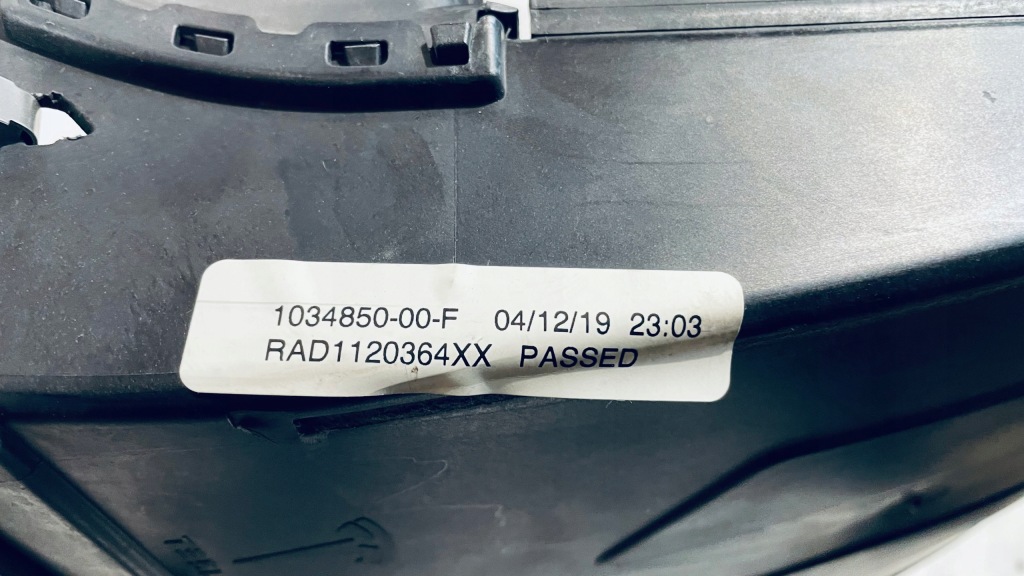 1034850-00-F 04/12/19 23:03
RAD1120364XX PASSED